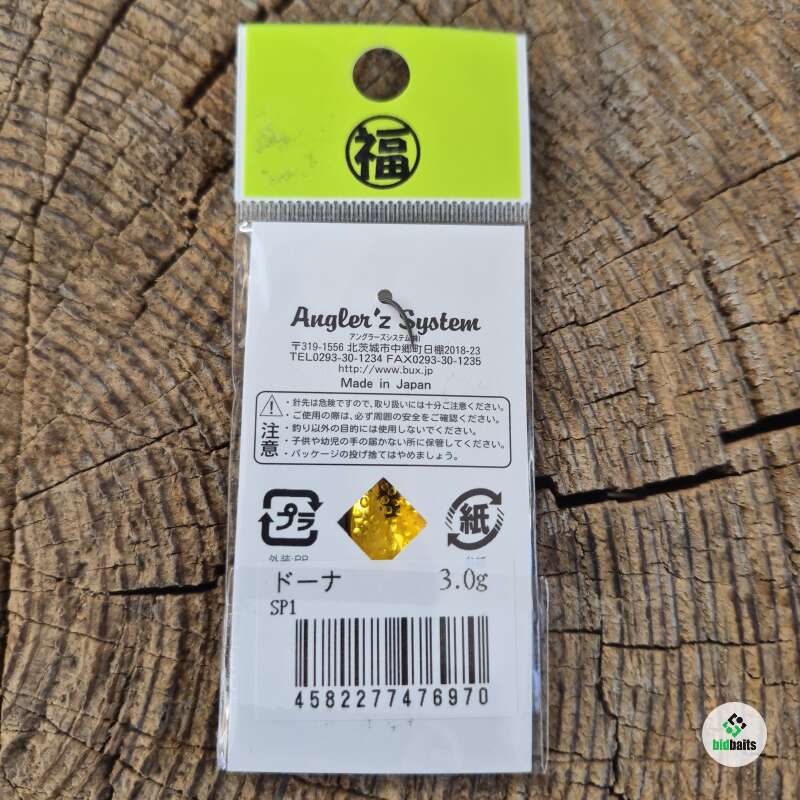 福
Angler'z System
アングラーズシステム㈱
〒319-1556 北茨城市中郷町日棚2018-23
TEL0293-30-1234 FAX0293-30-1235
http://www.bux.jp
Made in Japan
注意
・針先は危険ですので、取り扱いには十分ご注意ください。
・ご使用の際は、必ず周囲の安全をご確認ください。
・釣り以外の目的には使用しないでください。
・子供や幼児の手の届かない所に保管してください。
・パッケージの投げ捨てはやめましょう。
プラ
紙
外装:PP
ドーナ 3.0g
SP1
4582277476970
bidbaits